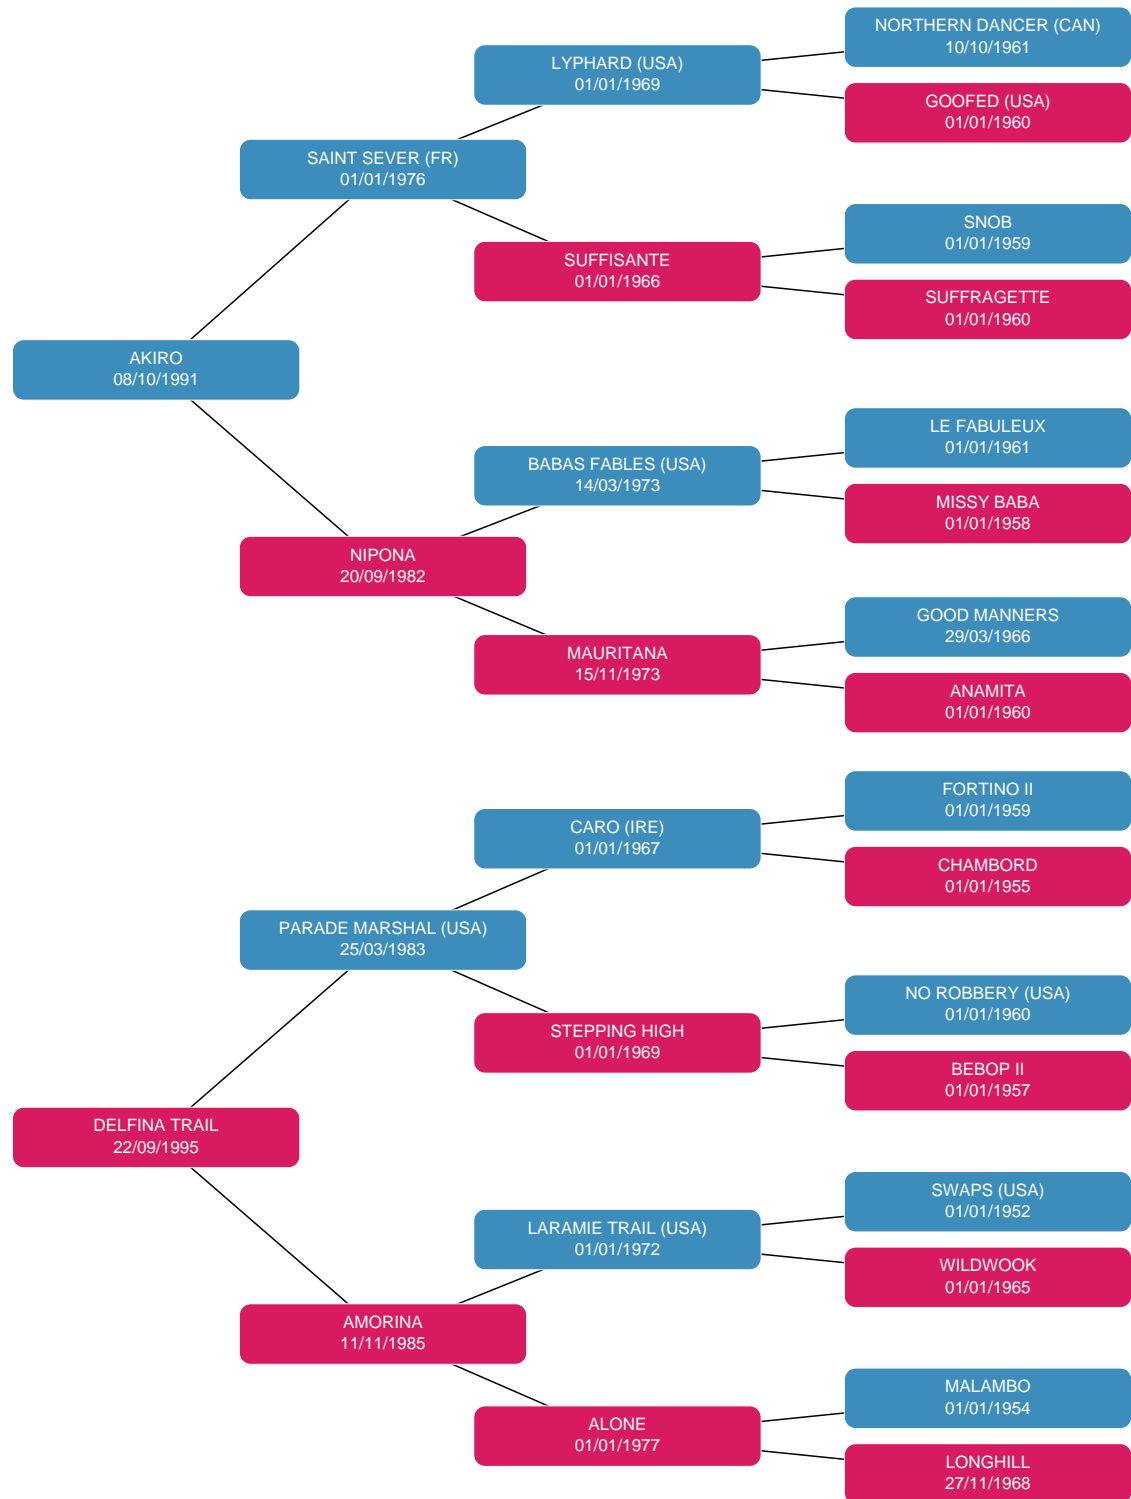 NORTHERN DANCER (CAN)
10/10/1961
LYPHARD (USA)
01/01/1969
GOOFED (USA)
01/01/1960
SAINT SEVER (FR)
01/01/1976
SNOB
01/01/1959
SUFFISANTE
01/01/1966
SUFFRAGETTE
01/01/1960
AKIRO
08/10/1991
LE FABULEUX
01/01/1961
BABAS FABLES (USA)
14/03/1973
MISSY BABA
01/01/1958
NIPONA
20/09/1982
GOOD MANNERS
29/03/1966
MAURITANA
15/11/1973
ANAMITA
01/01/1960
FORTINO II
01/01/1959
CARO (IRE)
01/01/1967
CHAMBORD
01/01/1955
PARADE MARSHAL (USA)
25/03/1983
NO ROBBERY (USA)
01/01/1960
STEPPING HIGH
01/01/1969
BEBOP II
01/01/1957
DELFINA TRAIL
22/09/1995
SWAPS (USA)
01/01/1952
LARAMIE TRAIL (USA)
01/01/1972
WILDWOOK
01/01/1965
AMORINA
11/11/1985
MALAMBO
01/01/1954
ALONE
01/01/1977
LONGHILL
27/11/1968